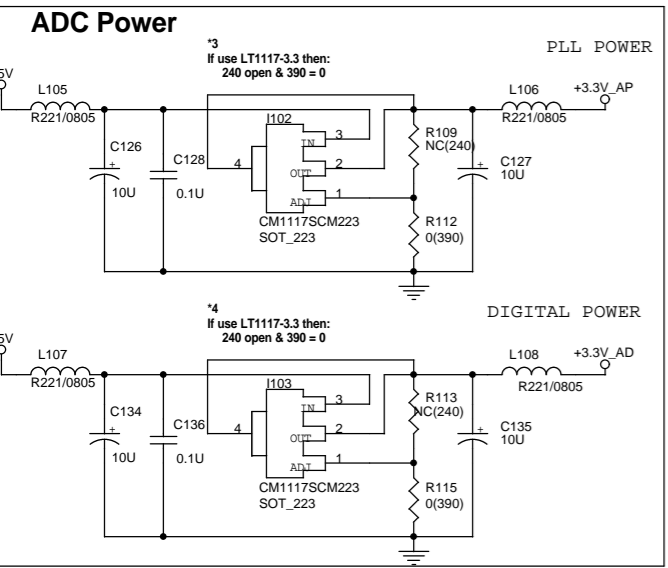 ADC Power
*3
If use LT1117-3.3 then:
240 open & 390 = 0
PLL POWER
5V
L105
R221/0805
L106
R221/0805
+3.3V_AP
I102
IN
3
OUT
2
ADJ
1
4
R109
NC(240)
C126
10U
C128
0.1U
C127
10U
CM1117SCM223
SOT_223
R112
0(390)
*4
If use LT1117-3.3 then:
240 open & 390 = 0
DIGITAL POWER
5V
L107
R221/0805
L108
R221/0805
+3.3V_AD
I103
IN
3
OUT
2
ADJ
1
4
R113
NC(240)
C134
10U
C136
0.1U
C135
10U
CM1117SCM223
SOT_223
R115
0(390)